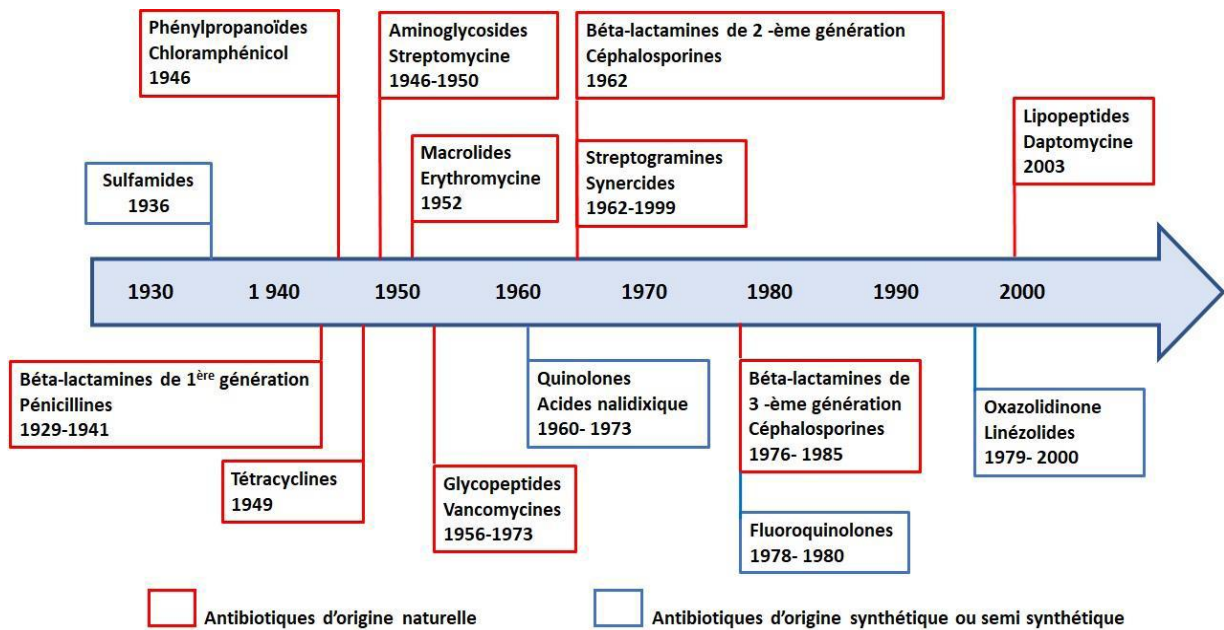 Phénylpropanoïdes
Chloramphénicol
1946
Aminoglycosides
Streptomycine
1946-1950
Béta-lactamines de 2 -ème génération
Céphalosporines
1962
Lipopeptides
Daptomycine
2003
Macrolides
Erythromycine
1952
Streptogramines
Synercides
1962-1999
Sulfamides
1936
1930 1 940 1950 1960 1970 1980 1990 2000
Béta-lactamines de 1ère génération
Pénicillines
1929-1941
Quinolones
Acides nalidixique
1960- 1973
Béta-lactamines de
3 -ème génération
Céphalosporines
1976- 1985
Oxazolidinone
Linézolides
1979- 2000
Tétracyclines
1949
Glycopeptides
Vancomycines
1956-1973
Fluoroquinolones
1978- 1980
Antibiotiques d'origine naturelle
Antibiotiques d'origine synthétique ou semi synthétique